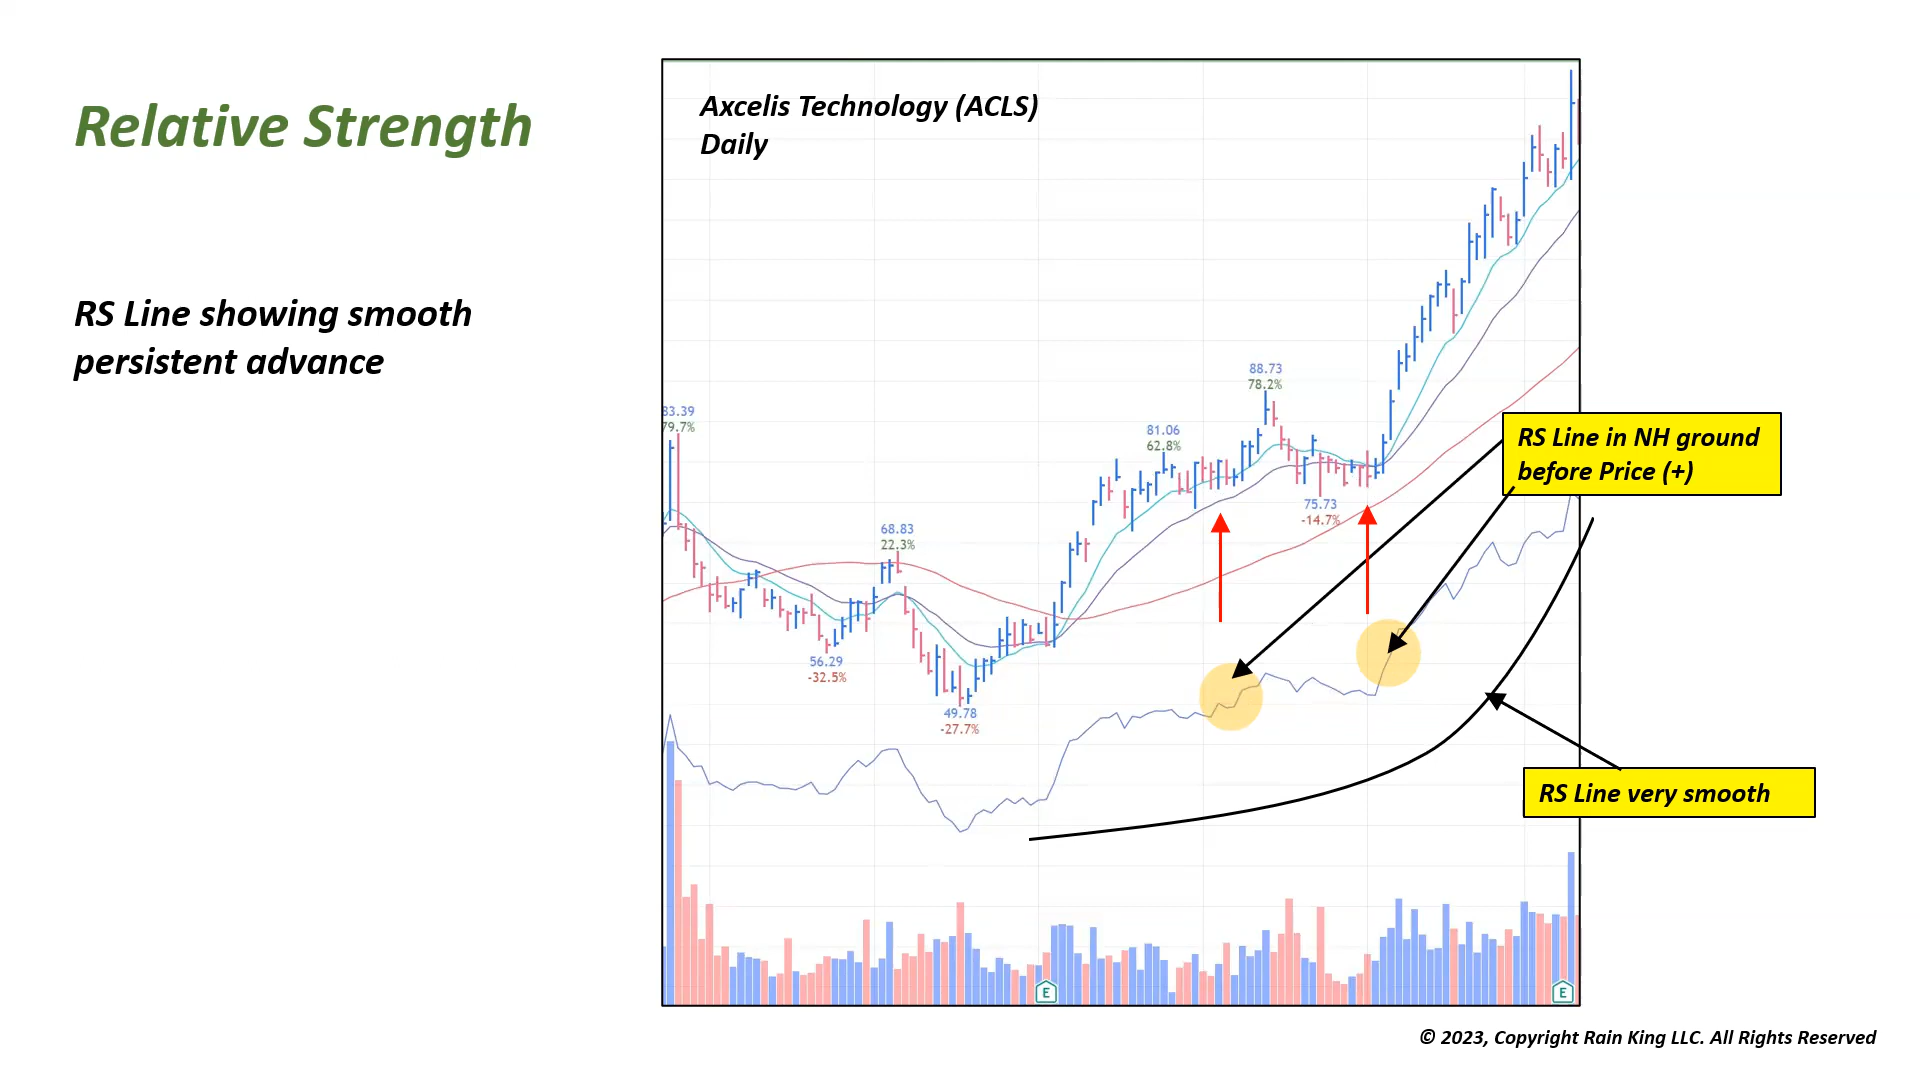 Relative Strength
RS Line showing smooth
persistent advance
Axcelis Technology (ACLS)
Daily
83.39
79.7%
56.29
-32.5%
68.83
22.3%
49.78
-27.7%
81.06
62.8%
88.73
78.2%
75.73
-14.7%
RS Line in NH ground
before Price (+)
RS Line very smooth
E
E
© 2023, Copyright Rain King LLC. All Rights Reserved